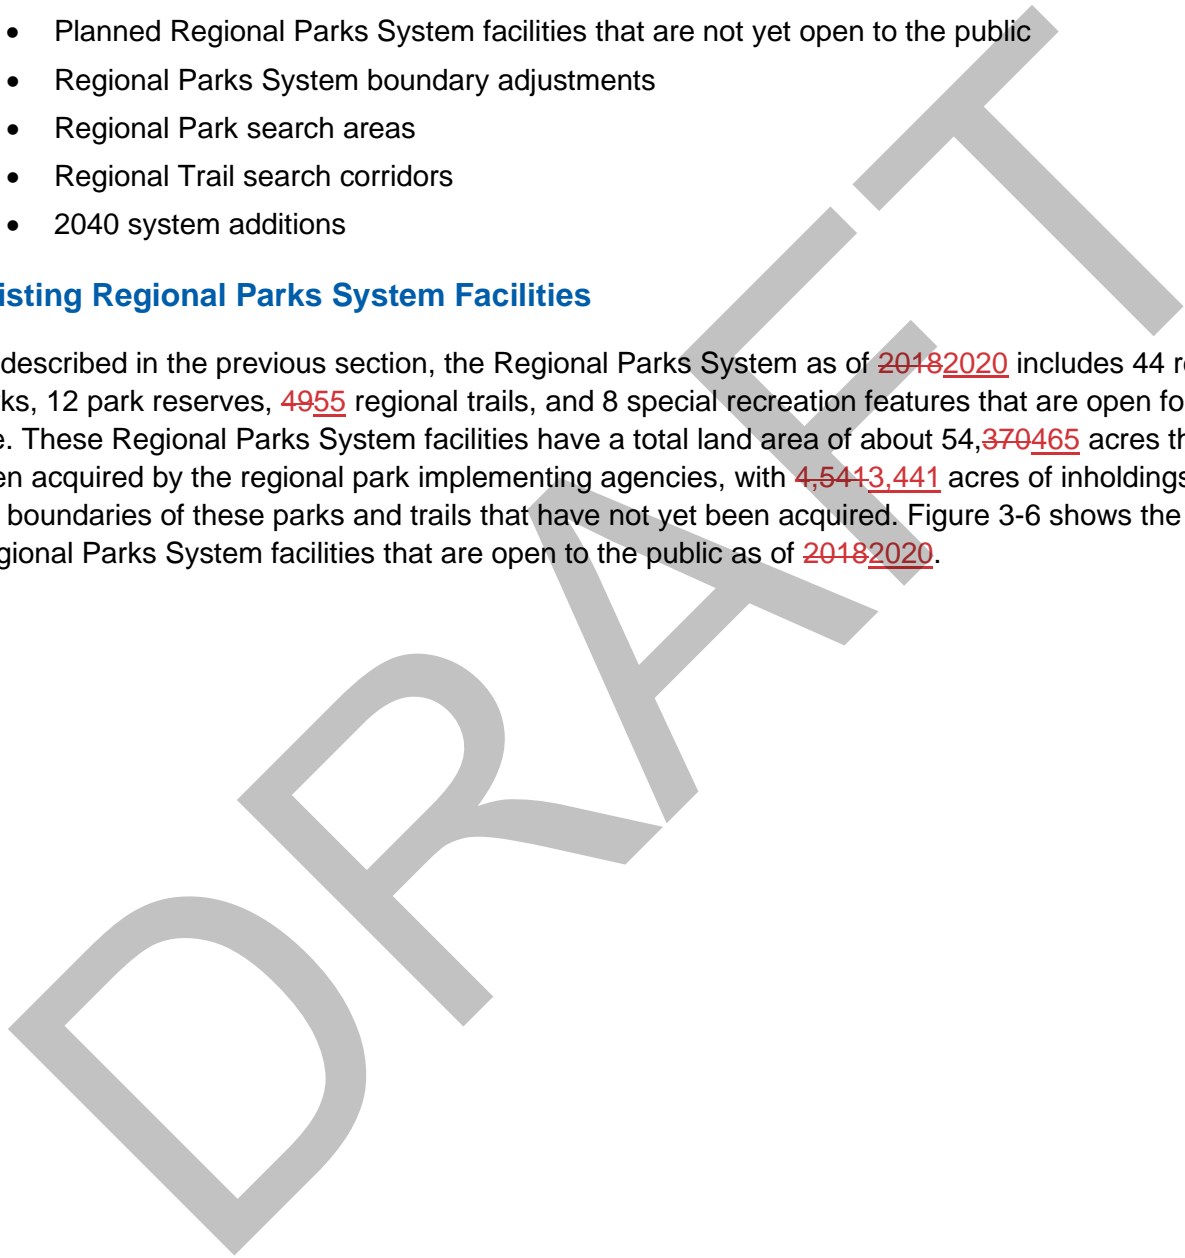 • Planned Regional Parks System facilities that are not yet open to the public
• Regional Parks System boundary adjustments
• Regional Park search areas
• Regional Trail search corridors
• 2040 system additions
isting Regional Parks System Facilities
described in the previous section, the Regional Parks System as of 20182020 includes 44 re
ks, 12 park reserves, 4955 regional trails, and 8 special recreation features that are open fo
e. These Regional Parks System facilities have a total land area of about 54,370465 acres th
en acquired by the regional park implementing agencies, with 4,5413,441 acres of inholdings
boundaries of these parks and trails that have not yet been acquired. Figure 3-6 shows the
gional Parks System facilities that are open to the public as of 20182020.
DRAFT